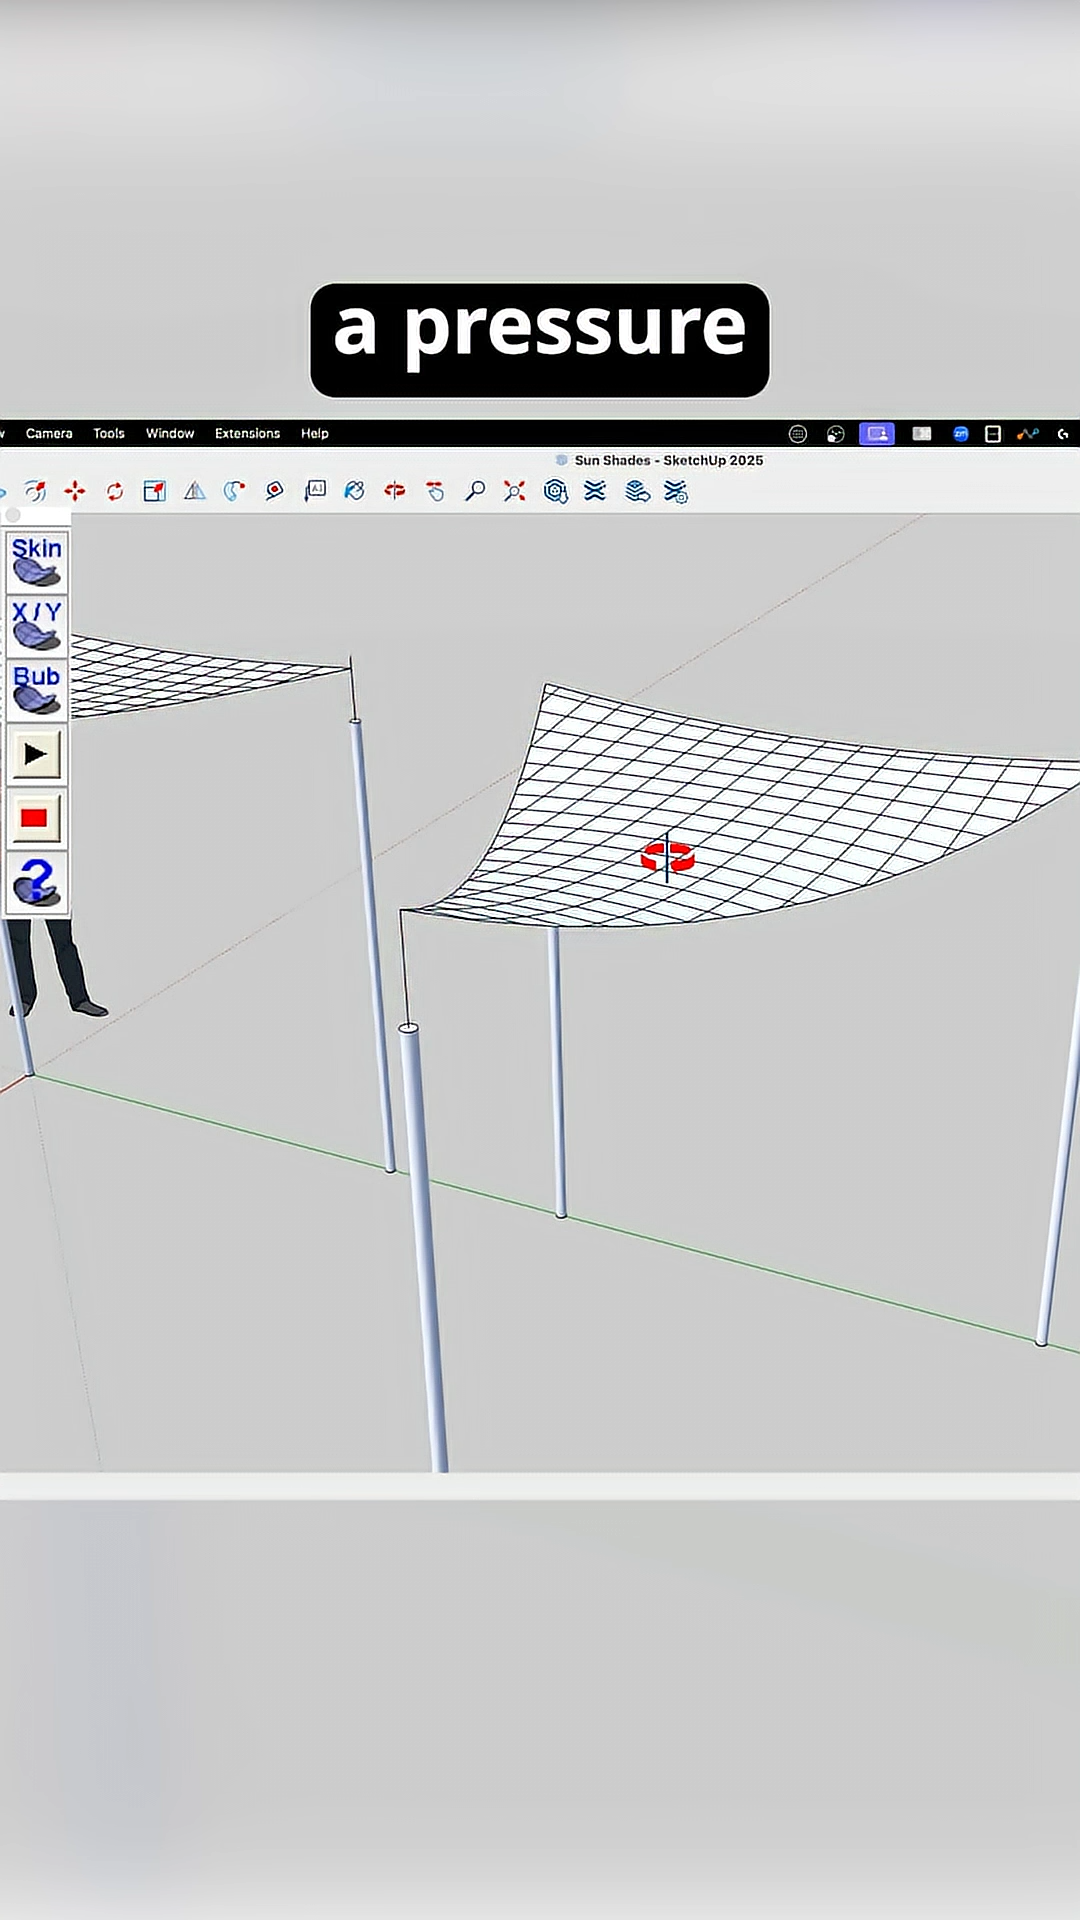 a pressure
Camera Tools Window Extensions Help
Sun Shades - SketchUp 2025
Skin
X/Y
Bub
?